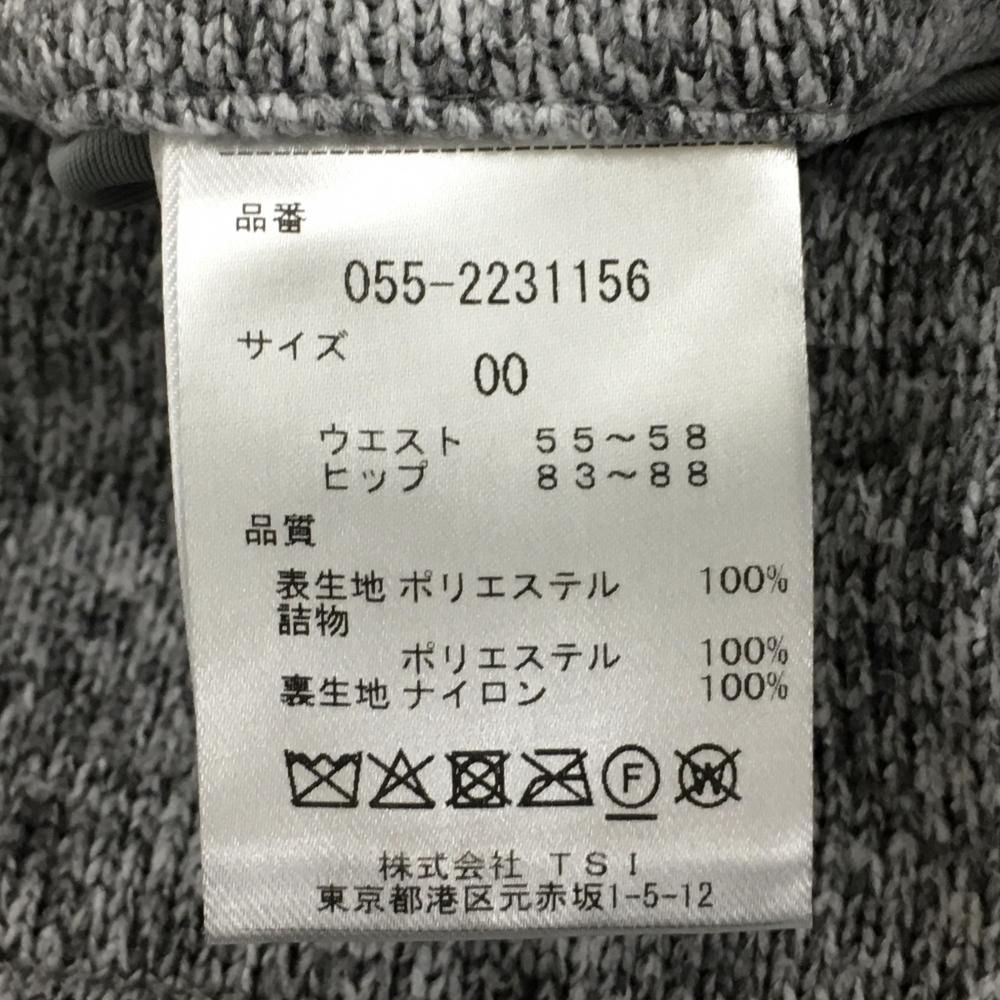 品番
055-2231156
サイズ
00
ウエスト 55～58
ヒップ 83～88
品質
表生地 ポリエステル 100%
詰物
ポリエステル 100%
裏生地 ナイロン 100%
F W
株式会社 TSI
東京都港区元赤坂1-5-12